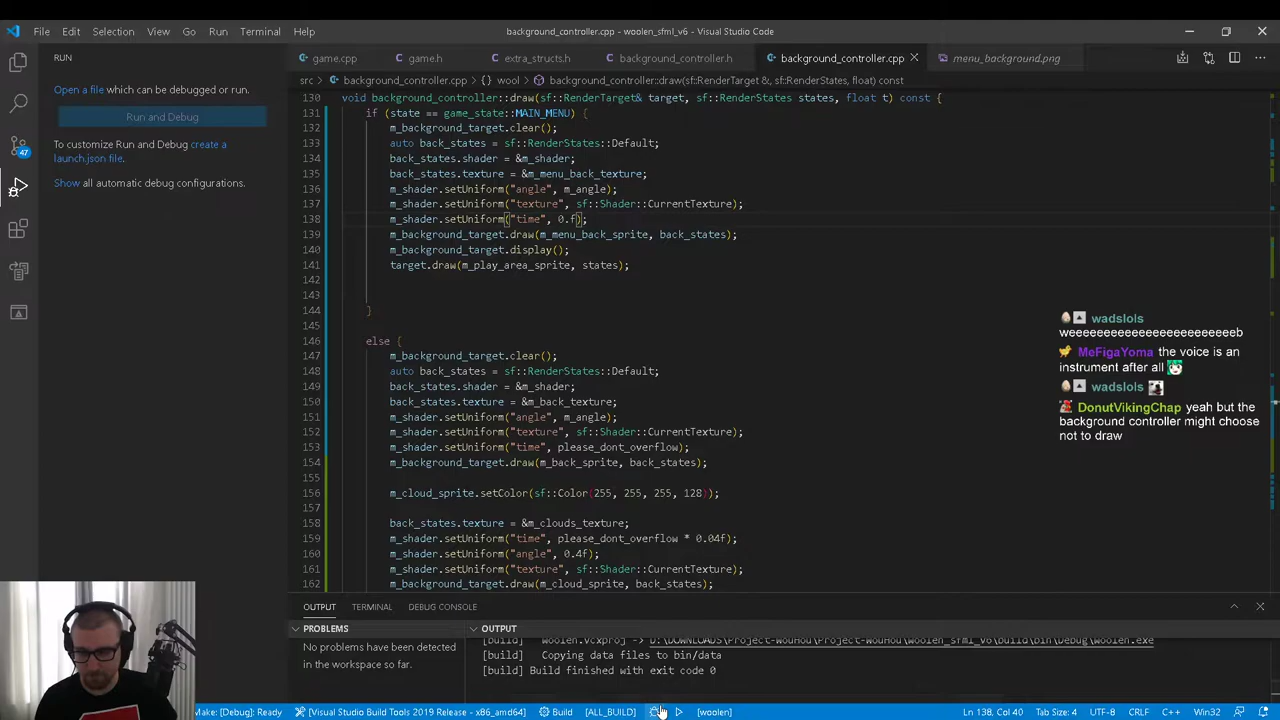 File Edit Selection View Go Run Terminal Help
background_controller.cpp - woolen_sfml_v6 - Visual Studio Code
RUN
game.cpp game.h extra_structs.h background_controller.h background_controller.cpp menu_background.png
src > background_controller.cpp > {} wool > background_controller::draw(sf::RenderTarget &, sf::RenderStates, float) const
Open a file which can be debugged or run.
Run and Debug
To customize Run and Debug create a
launch.json file.
Show all automatic debug configurations.
47
130 void background_controller::draw(sf::RenderTarget& target, sf::RenderStates states, float t) const {
131 if (state == game_state::MAIN_MENU) {
132 m_background_target.clear();
133 auto back_states = sf::RenderStates::Default;
134 back_states.shader = &m_shader;
135 back_states.texture = &m_menu_back_texture;
136 m_shader.setUniform("angle", m_angle);
137 m_shader.setUniform("texture", sf::Shader::CurrentTexture);
138 m_shader.setUniform("time", 0.f);
139 m_background_target.draw(m_menu_back_sprite, back_states);
140 m_background_target.display();
141 target.draw(m_play_area_sprite, states);
142
143
144 }
145
146 else {
147 m_background_target.clear();
148 auto back_states = sf::RenderStates::Default;
149 back_states.shader = &m_shader;
150 back_states.texture = &m_back_texture;
151 m_shader.setUniform("angle", m_angle);
152 m_shader.setUniform("texture", sf::Shader::CurrentTexture);
153 m_shader.setUniform("time", please_dont_overflow);
154 m_background_target.draw(m_back_sprite, back_states);
155
156 m_cloud_sprite.setColor(sf::Color(255, 255, 255, 128));
157
158 back_states.texture = &m_clouds_texture;
159 m_shader.setUniform("time", please_dont_overflow * 0.04f);
160 m_shader.setUniform("angle", 0.4f);
161 m_shader.setUniform("texture", sf::Shader::CurrentTexture);
162 m_background_target.draw(m_cloud_sprite, back_states);
wadslols
weeeeeeeeeeeeeeeeeeeeeeeb
MeFigaYoma the voice is an
instrument after all
wadslols
DonutVikingChap yeah but the
background controller might choose
not to draw
OUTPUT TERMINAL DEBUG CONSOLE
PROBLEMS
No problems have been detected
in the workspace so far.
OUTPUT
[build] woolen.vcxproj -> D:\DOWNLOADS\Project-WouHou\Project-WouHou\woolen_sfml_v6\build\bin\Debug\woolen.exe
[build] Copying data files to bin/data
[build] Build finished with exit code 0
Make: [Debug]: Ready [Visual Studio Build Tools 2019 Release - x86_amd64] Build [ALL_BUILD] [woolen] Ln 138, Col 40 Tab Size: 4 UTF-8 CRLF C++ Win32